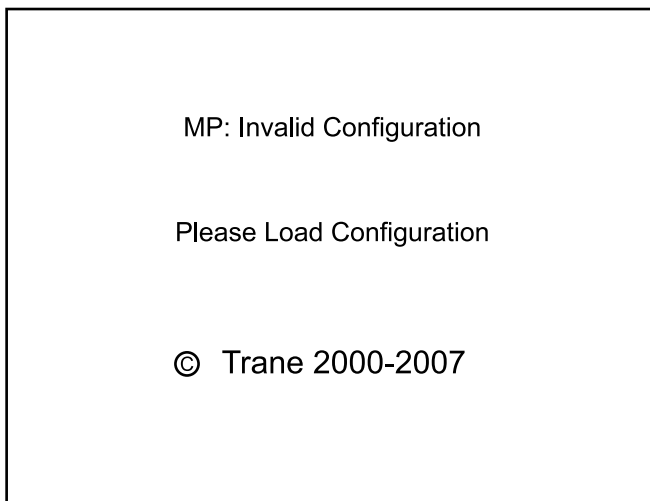 MP: Invalid Configuration
Please Load Configuration
© Trane 2000-2007